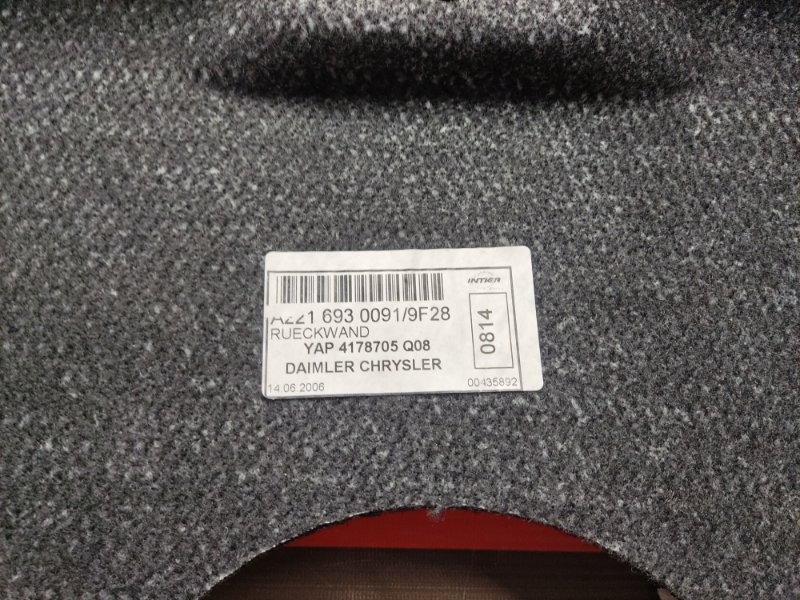 INTIER
A221 693 0091/9F28
RUECKWAND
YAP 4178705 Q08
DAIMLER CHRYSLER
0814
14.06.2006
00435892